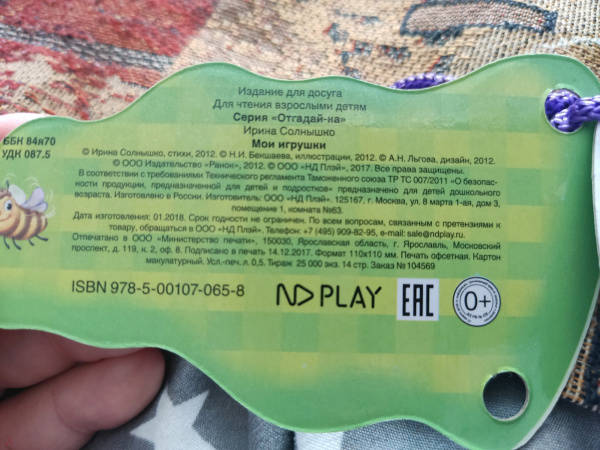 Издание для досуга
Для чтения взрослыми детям
Серия «Отгадай-ка»
Ирина Солнышко
Мои игрушки
ББК 84я70
УДК 087.5
© Ирина Солнышко, стихи, 2012. © Н.И. Бекшаева, иллюстрации, 2012. © А.Н. Льгова, дизайн, 2012.
© ООО Издательство «Ранок», 2012. © ООО «НД Плэй», 2017. Все права защищены.
В соответствии с требованиями Технического регламента Таможенного союза ТР ТС 007/2011 «О безопас-
ности продукции, предназначенной для детей и подростков» предназначено для детей дошкольного
возраста. Изготовлено в России. Изготовитель: ООО «НД Плэй». 125167, г. Москва, ул. 8 марта 1-ая, дом 3,
помещение 1, комната №63.
Дата изготовления: 01.2018. Срок годности не ограничен. По всем вопросам, связанным с претензиями к
товару, обращаться в ООО «НД Плэй». Телефон: +7 (495) 909-82-95, e-mail: sale@ndplay.ru.
Отпечатано в ООО «Министерство печати», 150030, Ярославская область, г. Ярославль, Московский
проспект, д. 119, к. 2, оф. 8. Подписано в печать 14.12.2017. Формат 110х110 мм. Печать офсетная. Картон
макулатурный. Усл.-печ. л. 0,5. Тираж 25 000 экз. 14 стр. Заказ № 104569
ISBN 978-5-00107-065-8
ND PLAY
EAC
0+